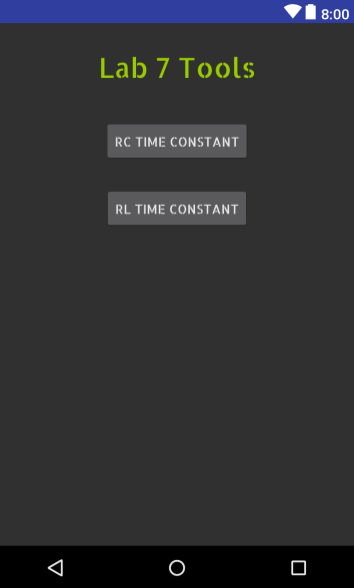 8:00
Lab 7 Tools
RC TIME CONSTANT
RL TIME CONSTANT